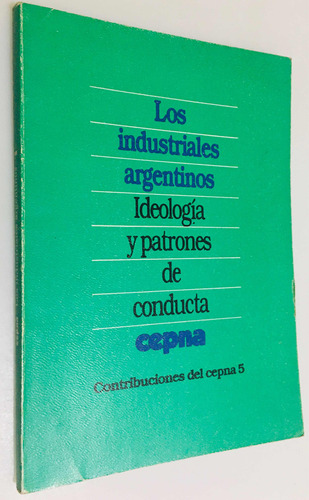 Los
industriales
argentinos
Ideología
y patrones
de
conducta
cepna
Contribuciones del cepna 5